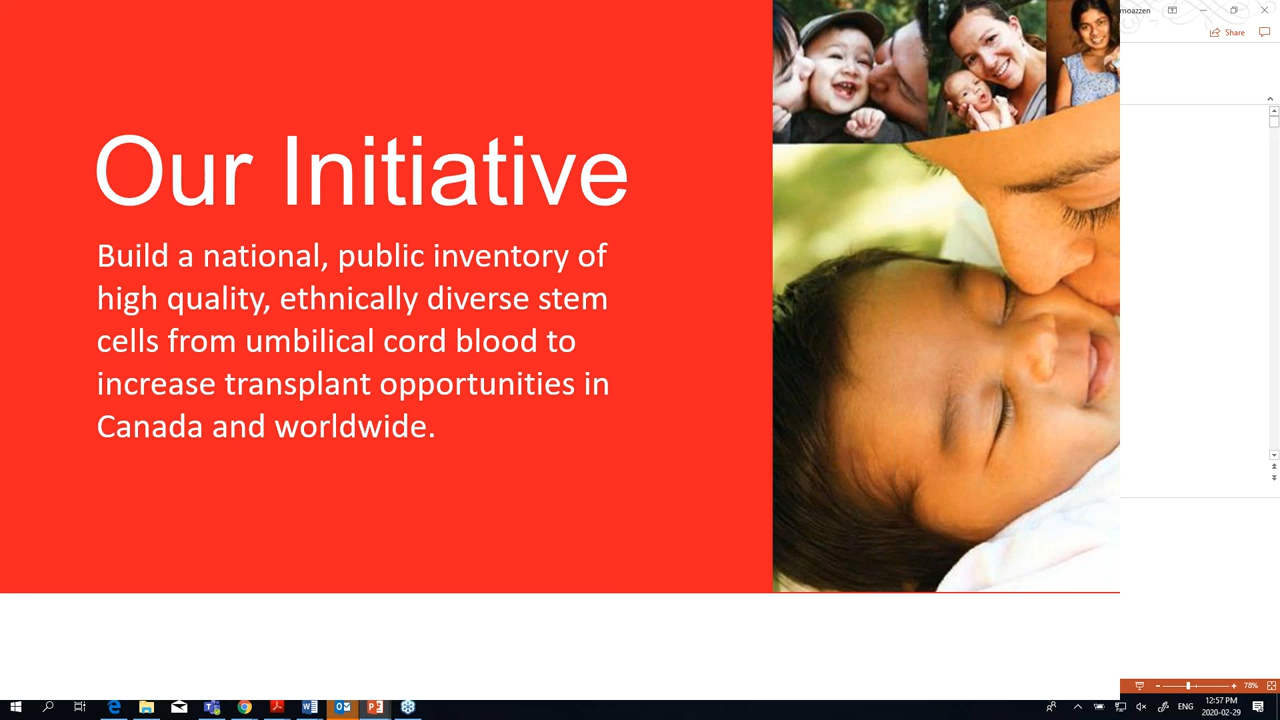 moazzen
Share
Our Initiative
Build a national, public inventory of
high quality, ethnically diverse stem
cells from umbilical cord blood to
increase transplant opportunities in
Canada and worldwide.
78%
ENG
12:57 PM
2020-02-29